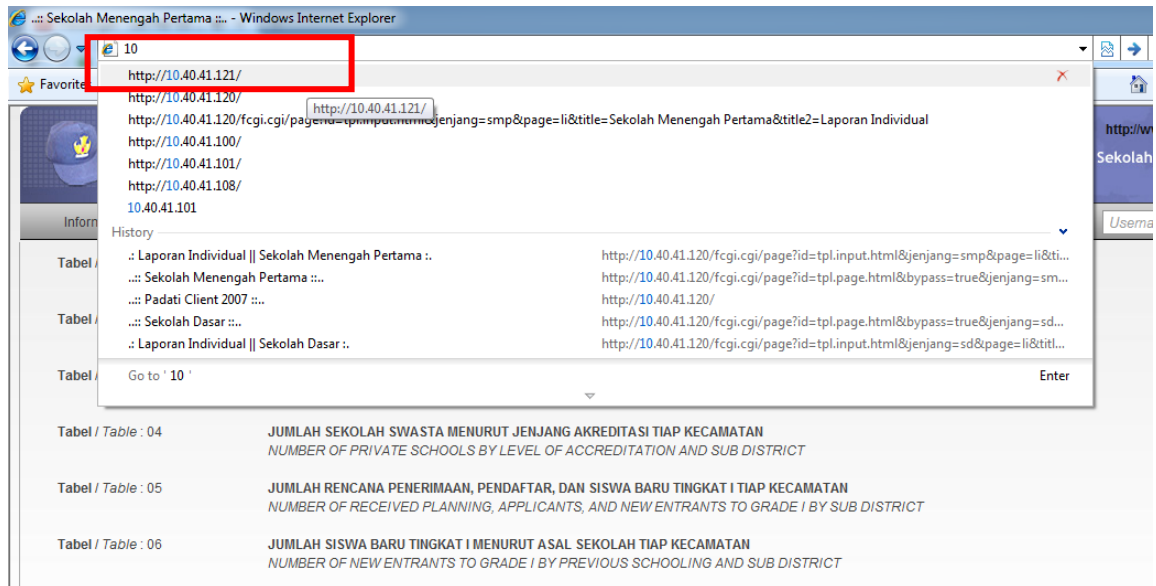 ..:: Sekolah Menengah Pertama ::.. - Windows Internet Explorer
10
Favorite
http://10.40.41.121/
http://10.40.41.120/
http://10.40.41.121/
http://10.40.41.120/fcgi.cgi/page?id=tpl.input.html&jenjang=smp&page=li&title=Sekolah Menengah Pertama&title2=Laporan Individual
http://10.40.41.100/
http://10.40.41.101/
http://10.40.41.108/
10.40.41.101
http://w
Sekolah
Inforn
Userna
History
.: Laporan Individual || Sekolah Menengah Pertama :. http://10.40.41.120/fcgi.cgi/page?id=tpl.input.html&jenjang=smp&page=li&ti...
..:: Sekolah Menengah Pertama ::.. http://10.40.41.120/fcgi.cgi/page?id=tpl.page.html&bypass=true&jenjang=sm...
..:: Padati Client 2007 ::.. http://10.40.41.120/
..:: Sekolah Dasar ::.. http://10.40.41.120/fcgi.cgi/page?id=tpl.page.html&bypass=true&jenjang=sd...
.: Laporan Individual || Sekolah Dasar :. http://10.40.41.120/fcgi.cgi/page?id=tpl.input.html&jenjang=sd&page=li&titl...
Go to ' 10 ' Enter
Tabel /
Tabel /
Tabel /
Tabel / Table : 04 JUMLAH SEKOLAH SWASTA MENURUT JENJANG AKREDITASI TIAP KECAMATAN
NUMBER OF PRIVATE SCHOOLS BY LEVEL OF ACCREDITATION AND SUB DISTRICT
Tabel / Table : 05 JUMLAH RENCANA PENERIMAAN, PENDAFTAR, DAN SISWA BARU TINGKAT I TIAP KECAMATAN
NUMBER OF RECEIVED PLANNING, APPLICANTS, AND NEW ENTRANTS TO GRADE I BY SUB DISTRICT
Tabel / Table : 06 JUMLAH SISWA BARU TINGKAT I MENURUT ASAL SEKOLAH TIAP KECAMATAN
NUMBER OF NEW ENTRANTS TO GRADE I BY PREVIOUS SCHOOLING AND SUB DISTRICT